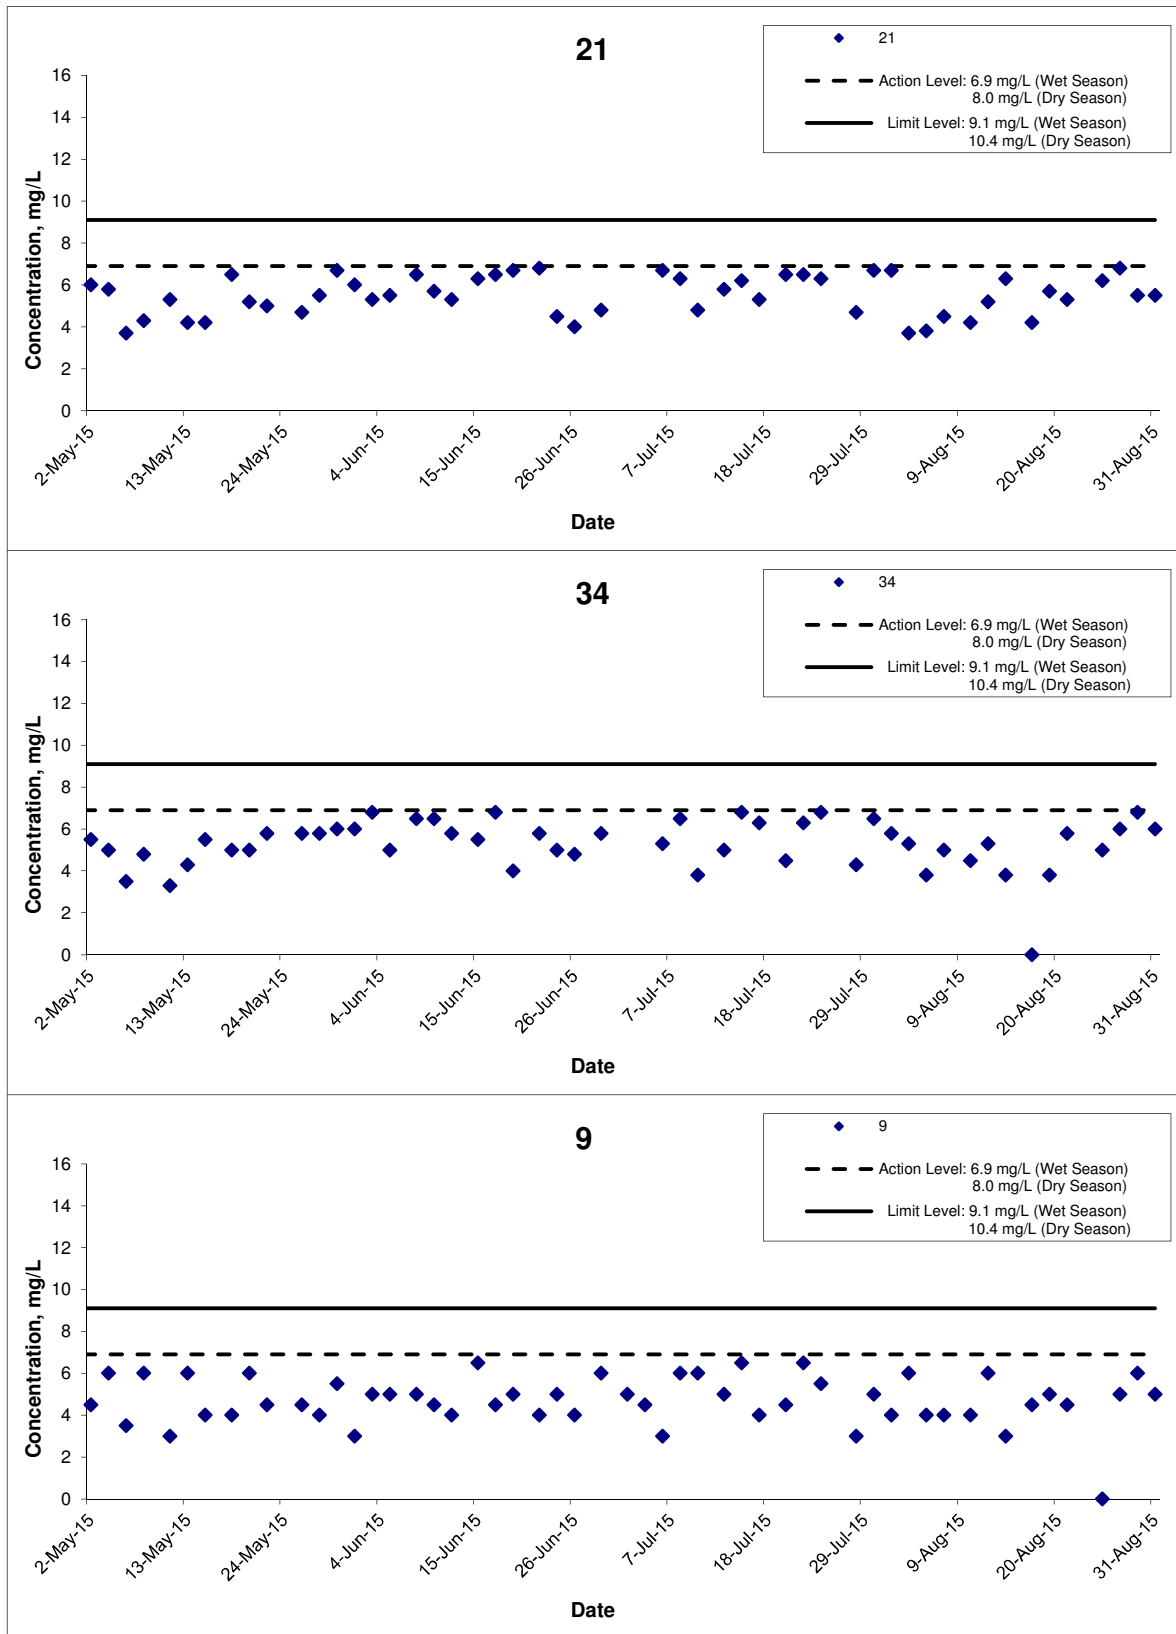 21
21
Action Level: 6.9 mg/L (Wet Season)
8.0 mg/L (Dry Season)
Limit Level: 9.1 mg/L (Wet Season)
10.4 mg/L (Dry Season)
Concentration, mg/L
16
14
12
10
8
6
4
2
0
2-May-15
13-May-15
24-May-15
4-Jun-15
15-Jun-15
26-Jun-15
7-Jul-15
18-Jul-15
29-Jul-15
9-Aug-15
20-Aug-15
31-Aug-15
Date
34
34
Action Level: 6.9 mg/L (Wet Season)
8.0 mg/L (Dry Season)
Limit Level: 9.1 mg/L (Wet Season)
10.4 mg/L (Dry Season)
Concentration, mg/L
16
14
12
10
8
6
4
2
0
2-May-15
13-May-15
24-May-15
4-Jun-15
15-Jun-15
26-Jun-15
7-Jul-15
18-Jul-15
29-Jul-15
9-Aug-15
20-Aug-15
31-Aug-15
Date
9
9
Action Level: 6.9 mg/L (Wet Season)
8.0 mg/L (Dry Season)
Limit Level: 9.1 mg/L (Wet Season)
10.4 mg/L (Dry Season)
Concentration, mg/L
16
14
12
10
8
6
4
2
0
2-May-15
13-May-15
24-May-15
4-Jun-15
15-Jun-15
26-Jun-15
7-Jul-15
18-Jul-15
29-Jul-15
9-Aug-15
20-Aug-15
31-Aug-15
Date